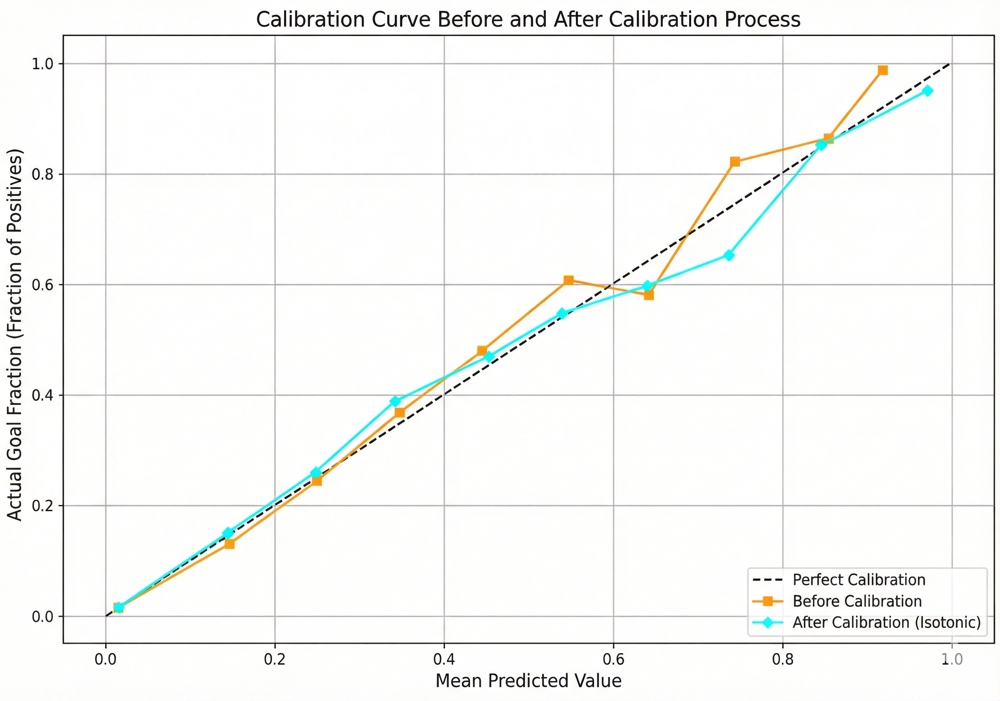 Calibration Curve Before and After Calibration Process
Actual Goal Fraction (Fraction of Positives)
1.0
0.8
0.6
0.4
0.2
0.0
0.0 0.2 0.4 0.6 0.8 1.0
Mean Predicted Value
Perfect Calibration
Before Calibration
After Calibration (Isotonic)